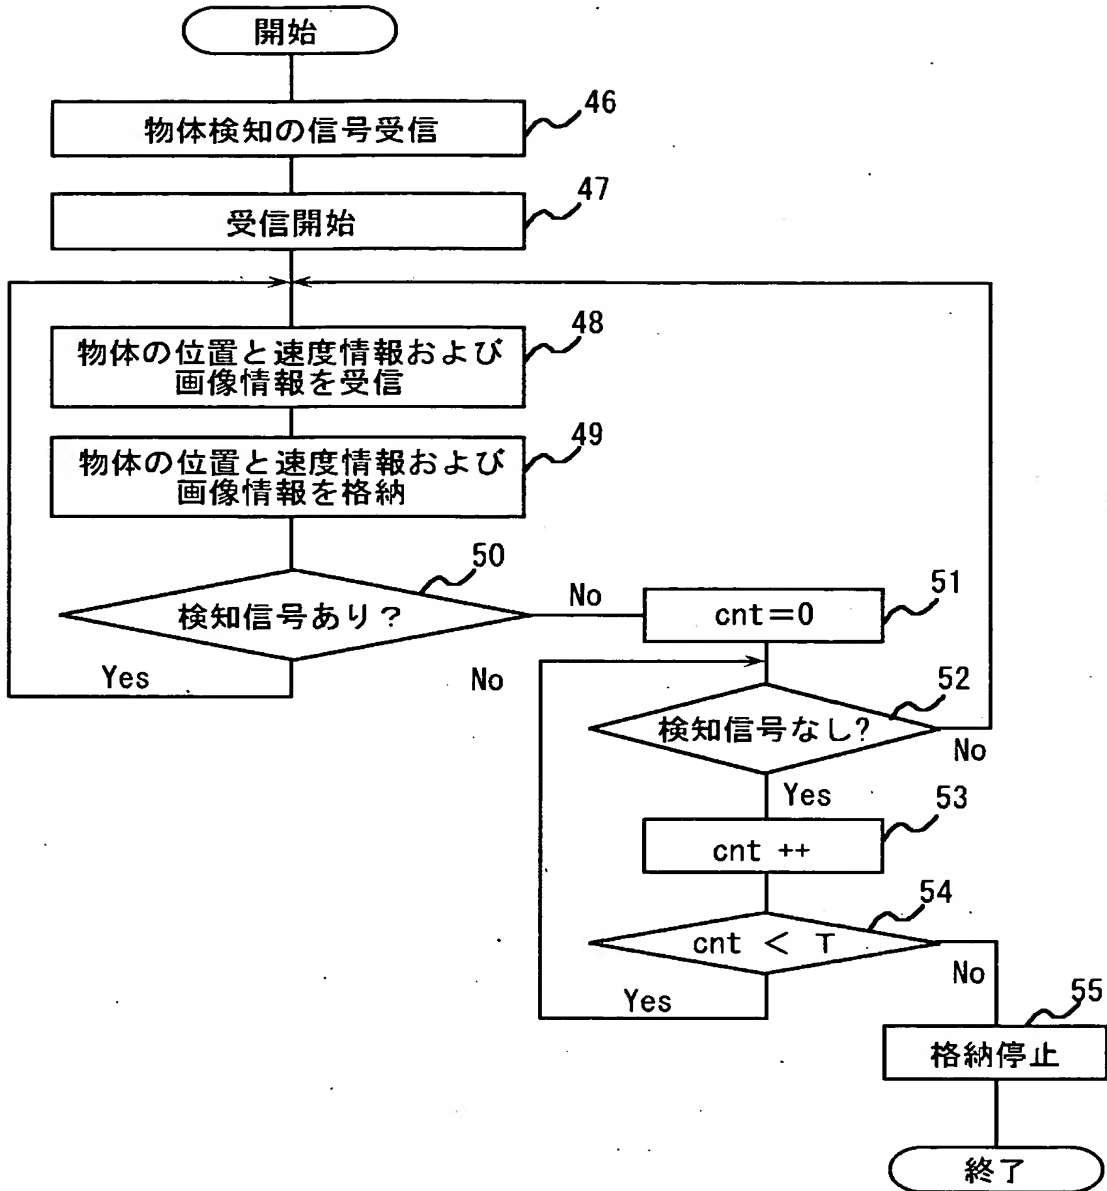 開始
物体検知の信号受信
46
受信開始
47
物体の位置と速度情報および
画像情報を受信
48
物体の位置と速度情報および
画像情報を格納
49
検知信号あり?
50
No
Yes
No
cnt=0
51
検知信号なし?
52
No
Yes
cnt ++
53
cnt < T
54
No
Yes
格納停止
55
終了